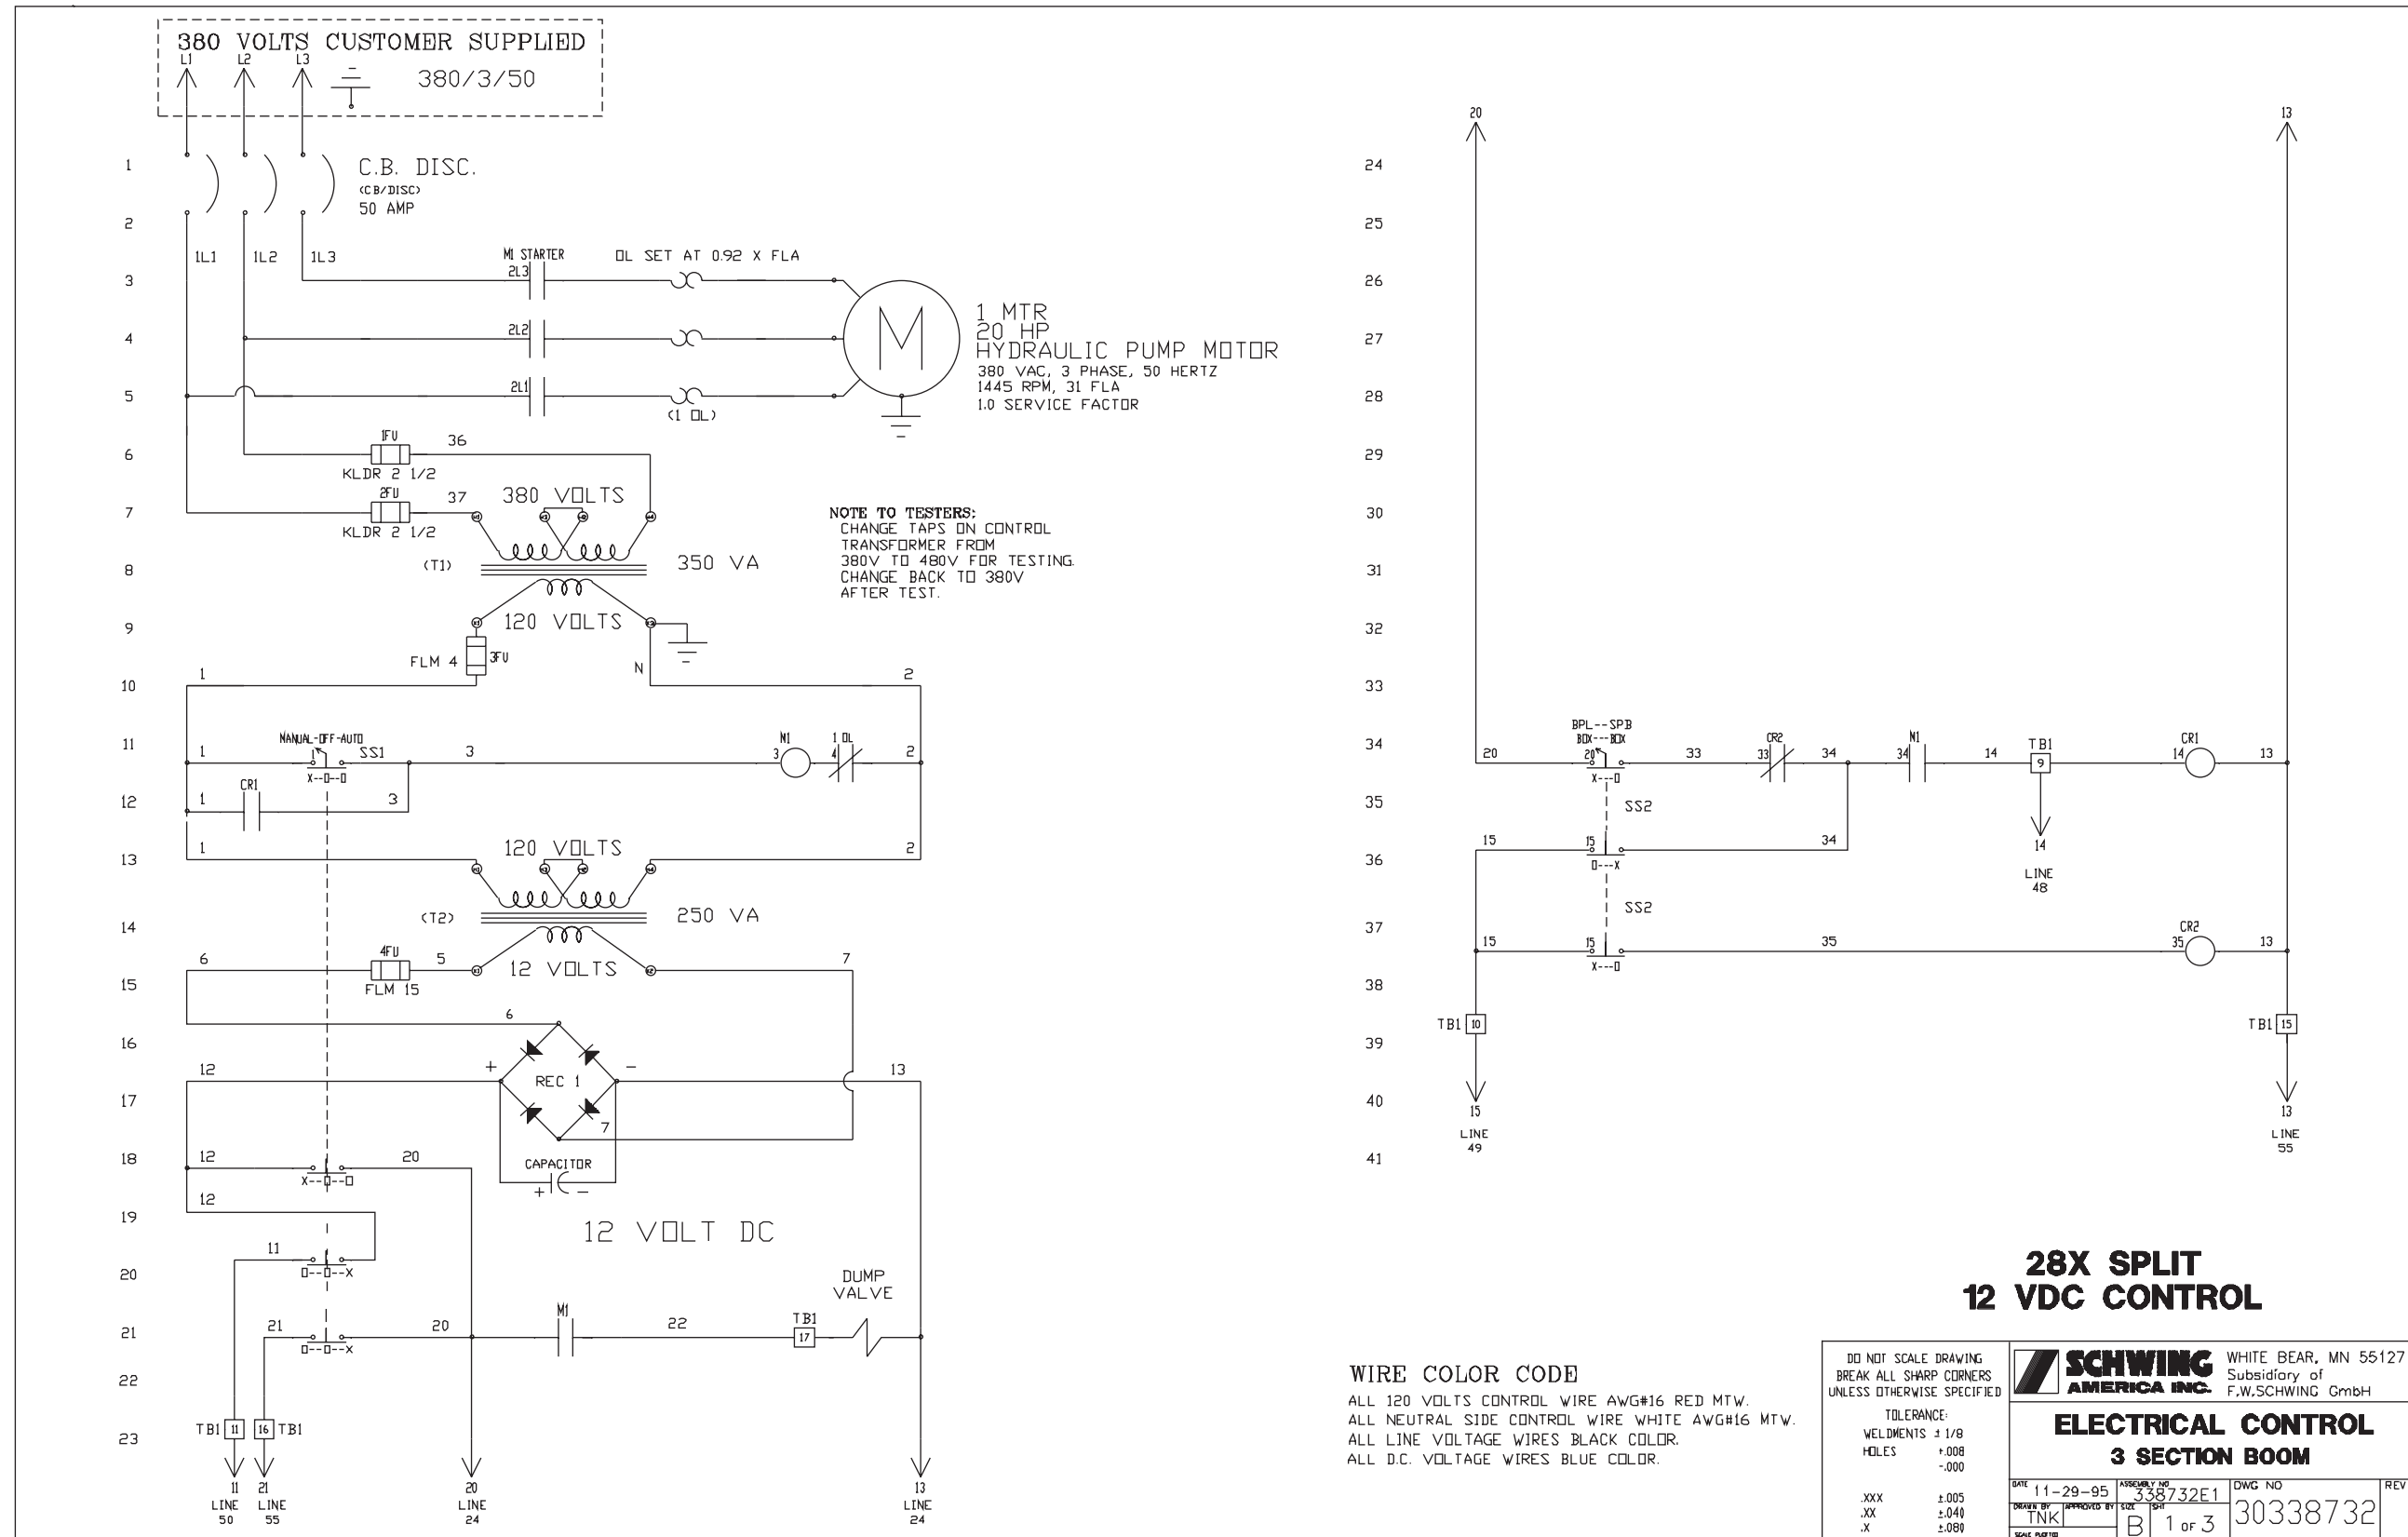 380 VOLTS CUSTOMER SUPPLIED
L1 L2 L3
380/3/50
1
C.B. DISC.
(CB/DISC)
50 AMP
2
1L1 1L2 1L3
M1 STARTER
OL SET AT 0.92 X FLA
3
2L3
1 MTR
20 HP
HYDRAULIC PUMP MOTOR
380 VAC, 3 PHASE, 50 HERTZ
1445 RPM, 31 FLA
1.0 SERVICE FACTOR
M
4
2L2
5
2L1
(1 OL)
6
1FU 36
KLDR 2 1/2
7
2FU 37 380 VOLTS
KLDR 2 1/2
NOTE TO TESTERS:
CHANGE TAPS ON CONTROL
TRANSFORMER FROM
380V TO 480V FOR TESTING.
CHANGE BACK TO 380V
AFTER TEST.
8
(T1) 350 VA
9
120 VOLTS
FLM 4 3FU N
10
1 2
11
1 MANUAL-OFF-AUTO
1 SS1 3 3 M1 4 1 OL 2
X--O--O
12
1 CR1 3
13
1 120 VOLTS 2
14
(T2) 250 VA
15
6 4FU 5 12 VOLTS 7
FLM 15
16
6
+ REC 1 -
17
12 13
7
18
12 20
X--O--O
CAPACITOR
+ -
19
12
12 VOLT DC
20
11
O--O--X
DUMP
VALVE
21
21 20 M1 22 TB1
17
O--O--X
22
23
TB1 11 16 TB1
11 21 20 13
LINE LINE LINE LINE
50 55 24 24
20 13
24
25
26
27
28
29
30
31
32
33
34
BPL--SPB
BOX---BOX
20 20 33 33 CR2 34 34 M1 14 TB1 14 CR1 13
9
X---O
35
SS2
36
15 15 34
O---X
14
LINE
48
SS2
37
15 15 35 35 CR2 13
X---O
38
39
TB1 10 TB1 15
40
15 13
LINE LINE
49 55
41
28X SPLIT
12 VDC CONTROL
WIRE COLOR CODE
ALL 120 VOLTS CONTROL WIRE AWG#16 RED MTW.
ALL NEUTRAL SIDE CONTROL WIRE WHITE AWG#16 MTW.
ALL LINE VOLTAGE WIRES BLACK COLOR.
ALL D.C. VOLTAGE WIRES BLUE COLOR.
DO NOT SCALE DRAWING
BREAK ALL SHARP CORNERS
UNLESS OTHERWISE SPECIFIED
TOLERANCE:
WELDMENTS ± 1/8
HOLES +.008
-.000
.XXX ±.005
.XX ±.040
.X ±.080
SCHWING
AMERICA INC.
WHITE BEAR, MN 55127
Subsidiary of
F.W.SCHWING GmbH
ELECTRICAL CONTROL
3 SECTION BOOM
DATE 11-29-95
ASSEMBLY NO 338732E1
DWG NO 30338732
REV
DRAWN BY TNK
APPROVED BY
SIZE B
SHT 1 OF 3